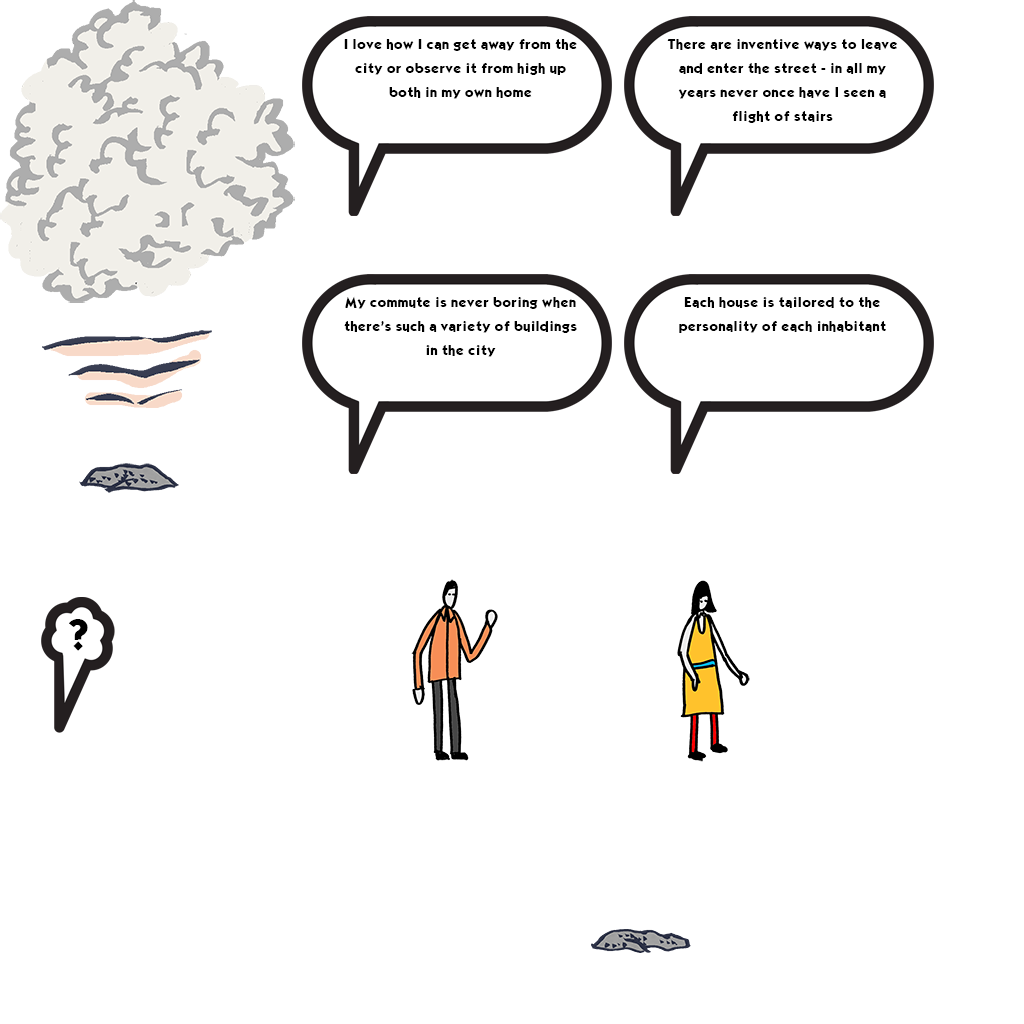 I love how I can get away from the
city or observe it from high up
both in my own home
There are inventive ways to leave
and enter the street - in all my
years never once have I seen a
flight of stairs
My commute is never boring when
there's such a variety of buildings
in the city
Each house is tailored to the
personality of each inhabitant
?